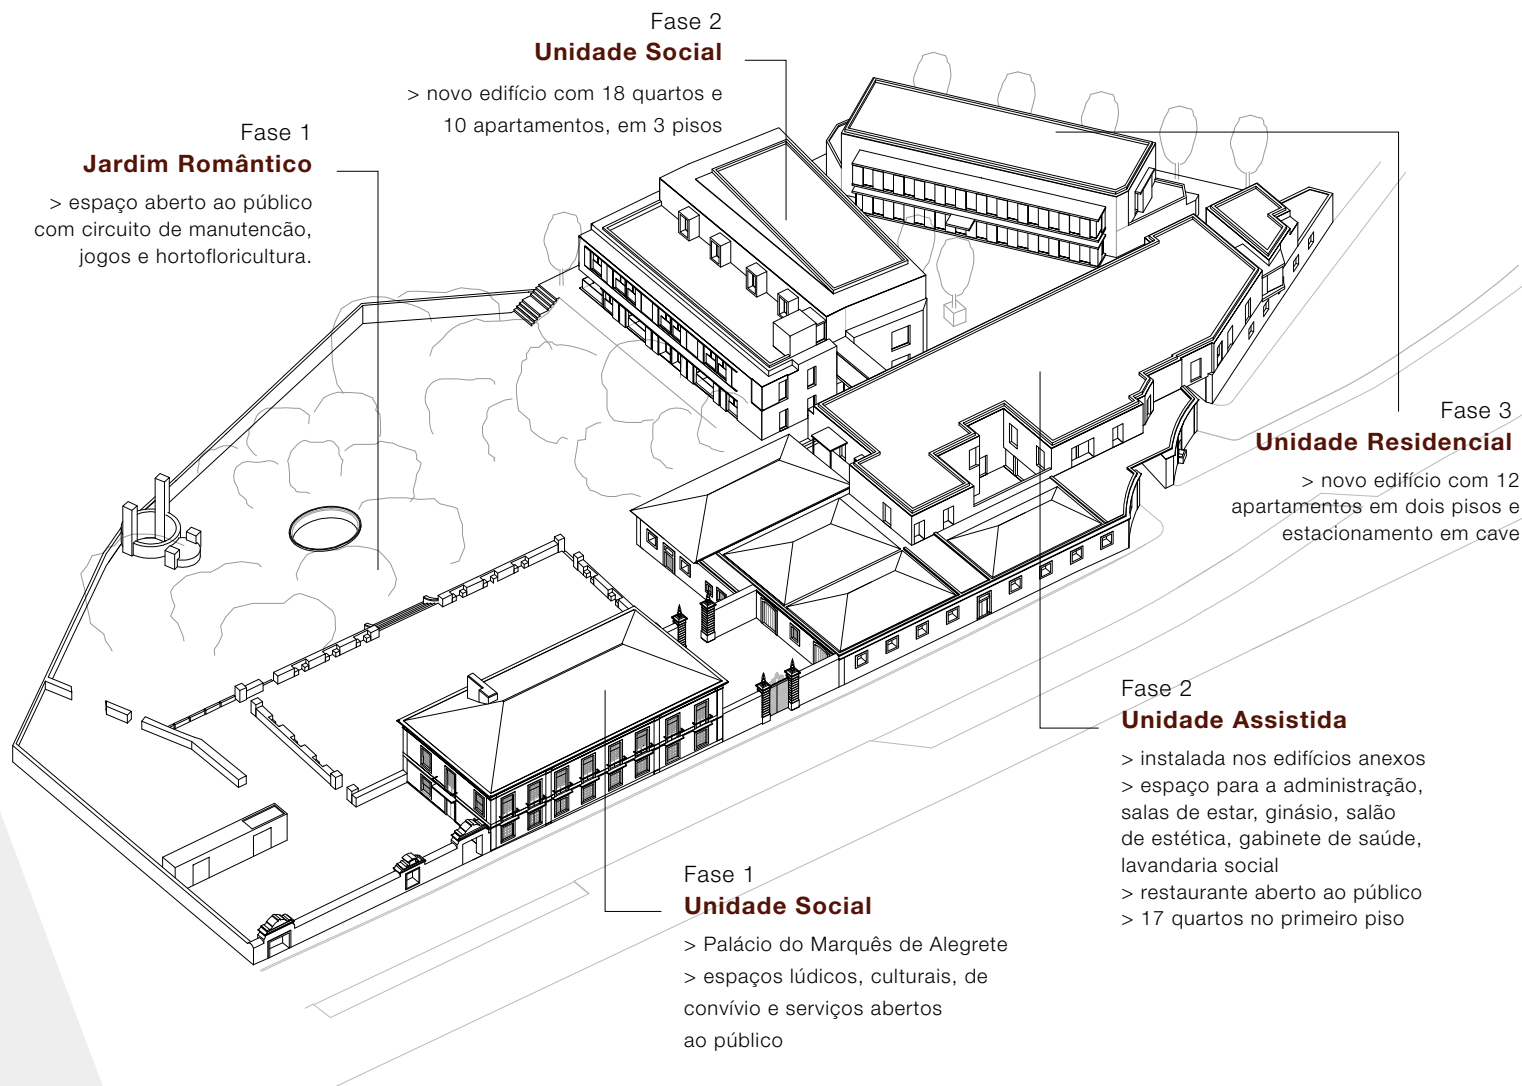 Fase 2
Unidade Social
> novo edifício com 18 quartos e
10 apartamentos, em 3 pisos
Fase 1
Jardim Romântico
> espaço aberto ao público
com circuito de manutencão,
jogos e hortofloricultura.
Fase 3
Unidade Residencial
> novo edifício com 12
apartamentos em dois pisos e
estacionamento em cave
Fase 2
Unidade Assistida
> instalada nos edifícios anexos
> espaço para a administração,
salas de estar, ginásio, salão
de estética, gabinete de saúde,
lavandaria social
> restaurante aberto ao público
> 17 quartos no primeiro piso
Fase 1
Unidade Social
> Palácio do Marquês de Alegrete
> espaços lúdicos, culturais, de
convívio e serviços abertos
ao público